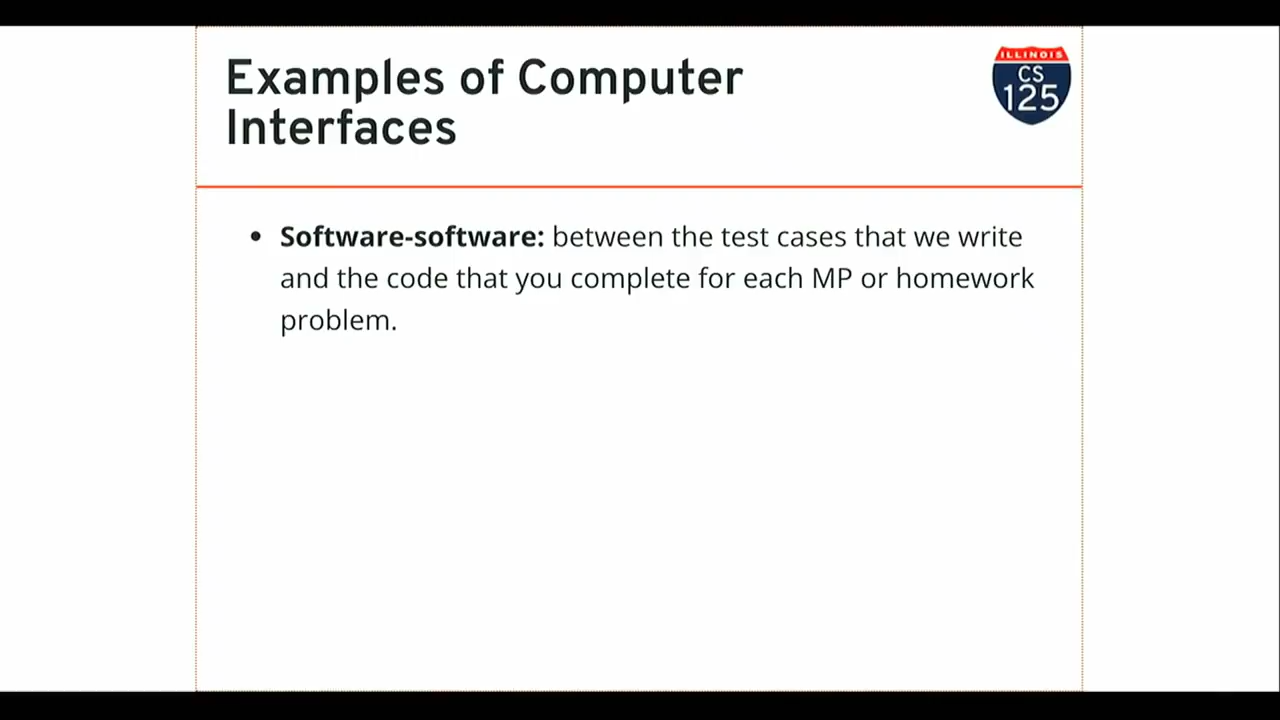 Examples of Computer
Interfaces
ILLINOIS
CS
125
• Software-software: between the test cases that we write
and the code that you complete for each MP or homework
problem.